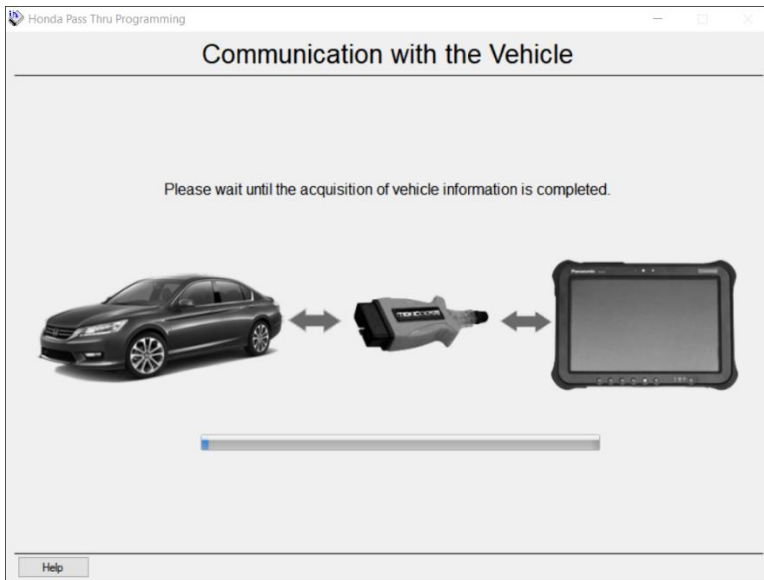 Honda Pass Thru Programming
Communication with the Vehicle
Please wait until the acquisition of vehicle information is completed.
Panasonic
Help